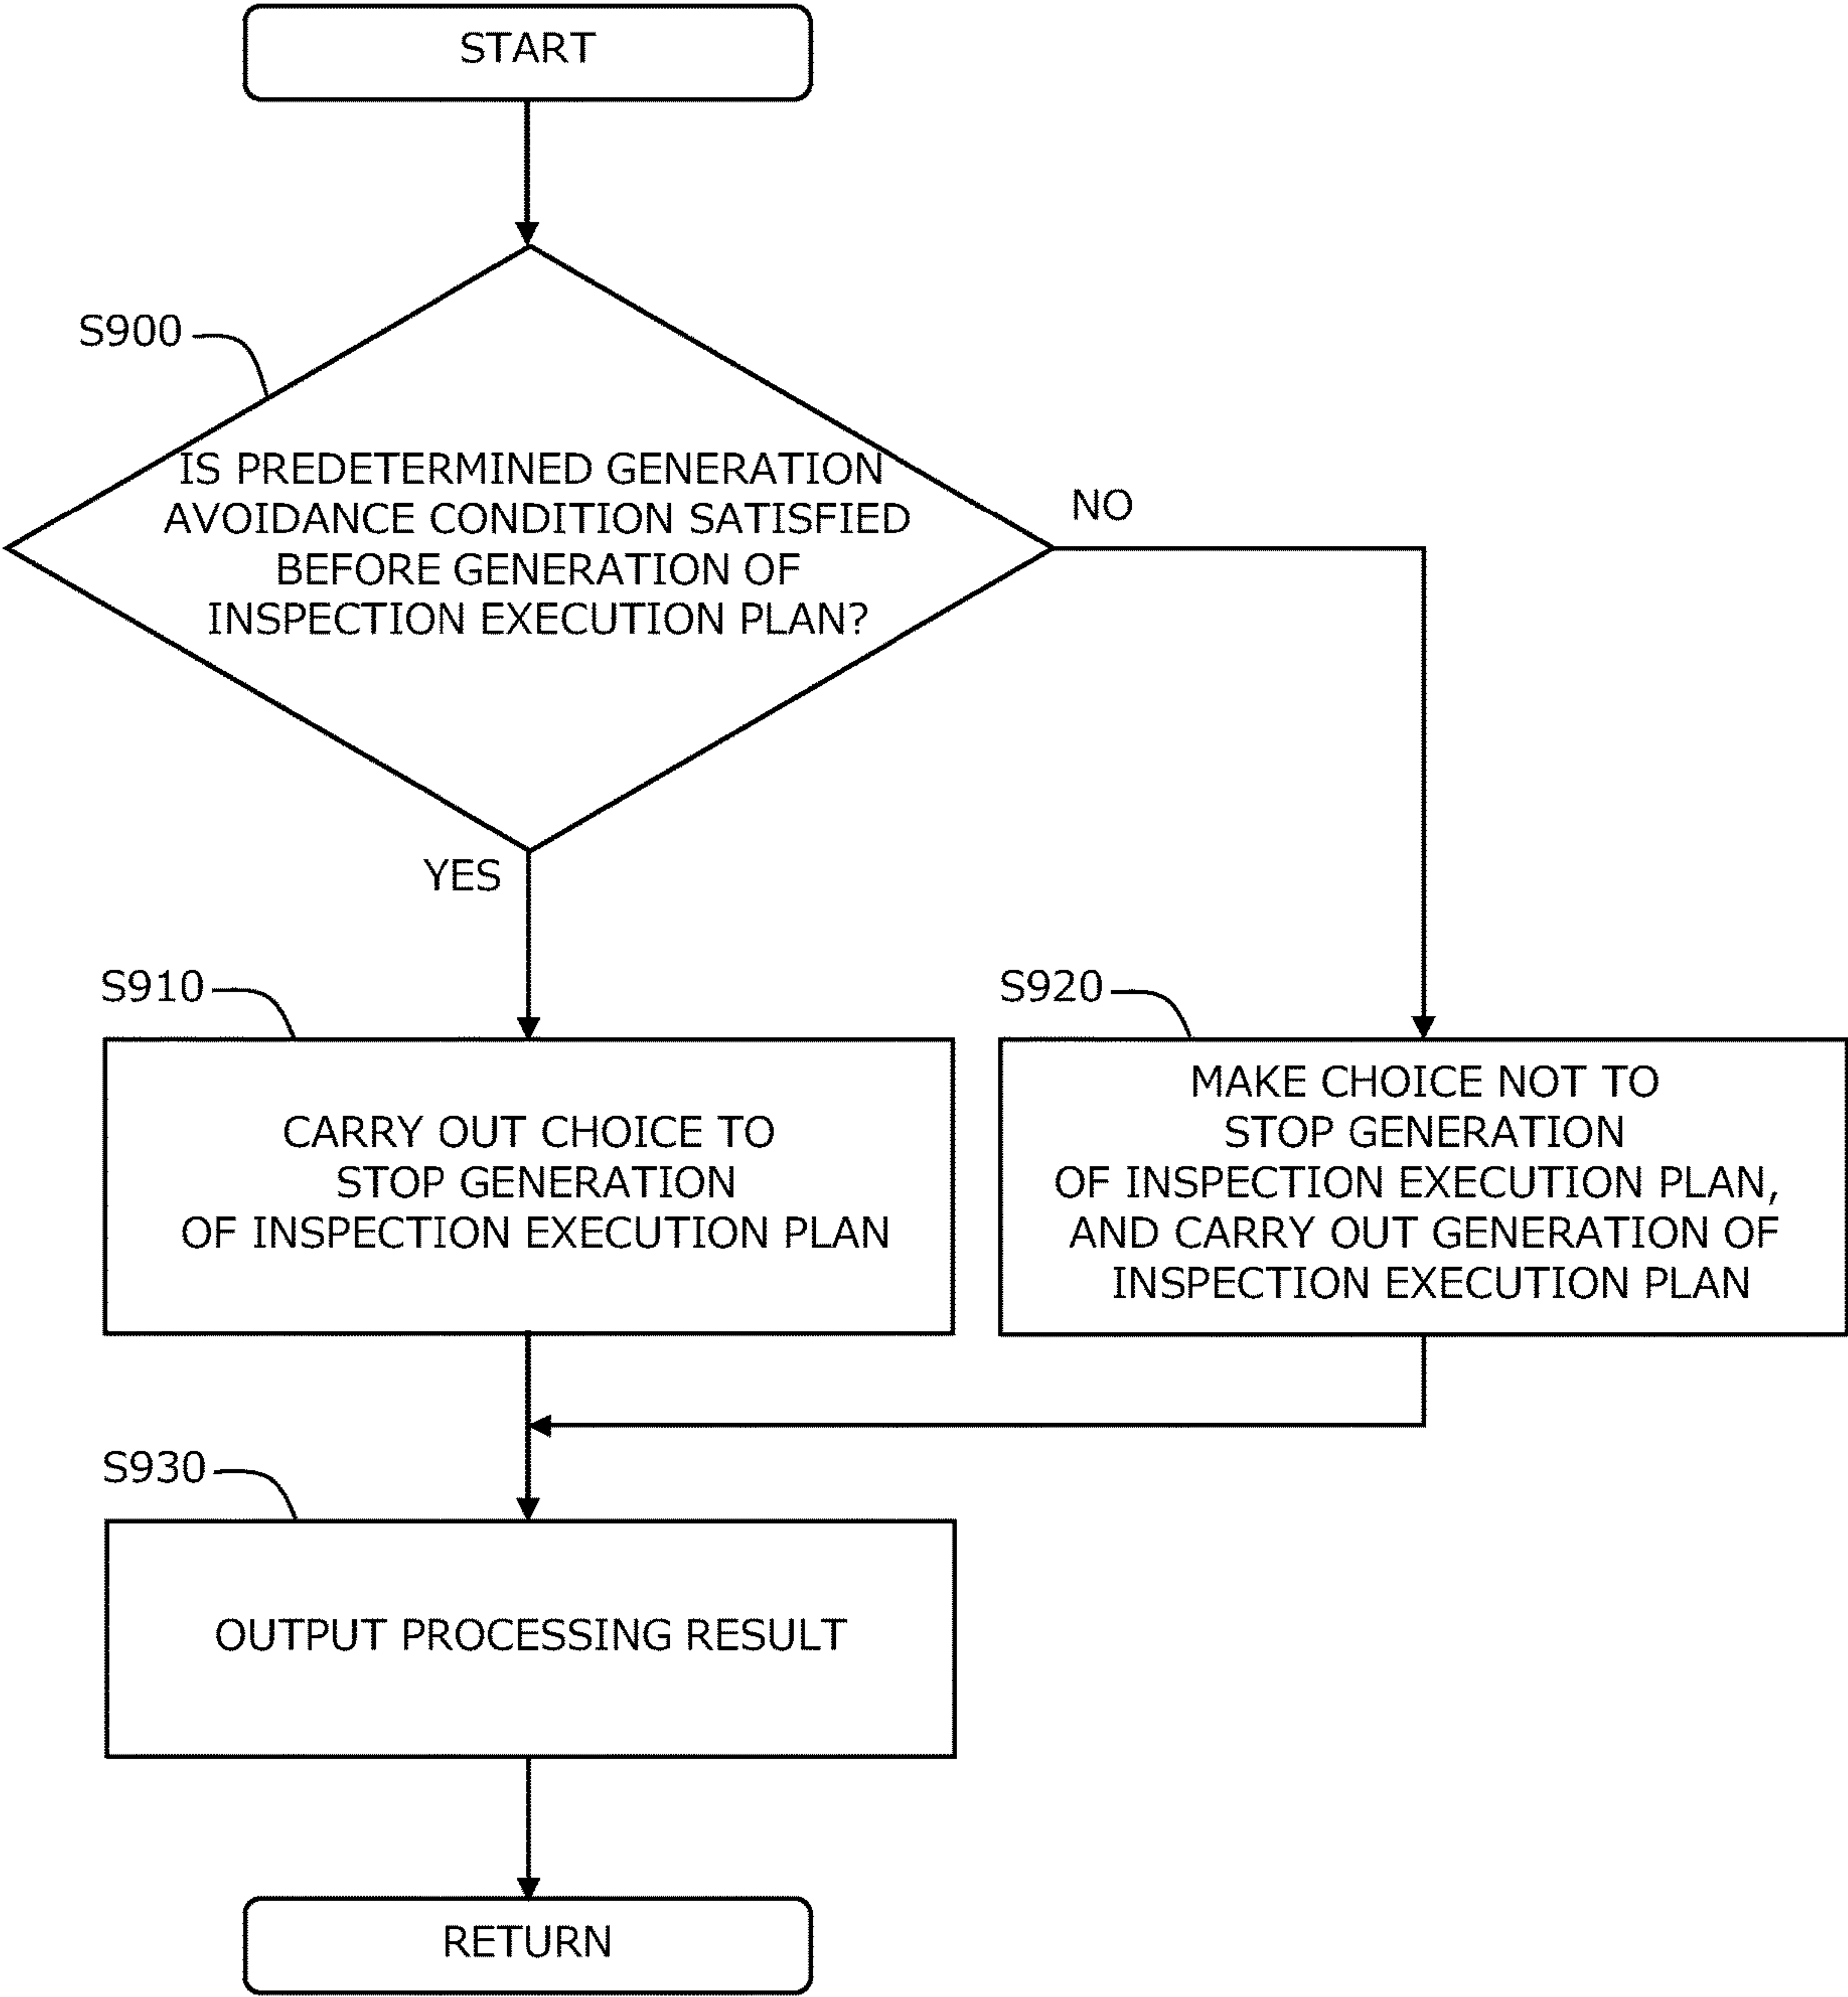 START
S900
IS PREDETERMINED GENERATION
AVOIDANCE CONDITION SATISFIED
BEFORE GENERATION OF
INSPECTION EXECUTION PLAN?
NO
YES
S910
CARRY OUT CHOICE TO
STOP GENERATION
OF INSPECTION EXECUTION PLAN
S920
MAKE CHOICE NOT TO
STOP GENERATION
OF INSPECTION EXECUTION PLAN,
AND CARRY OUT GENERATION OF
INSPECTION EXECUTION PLAN
S930
OUTPUT PROCESSING RESULT
RETURN